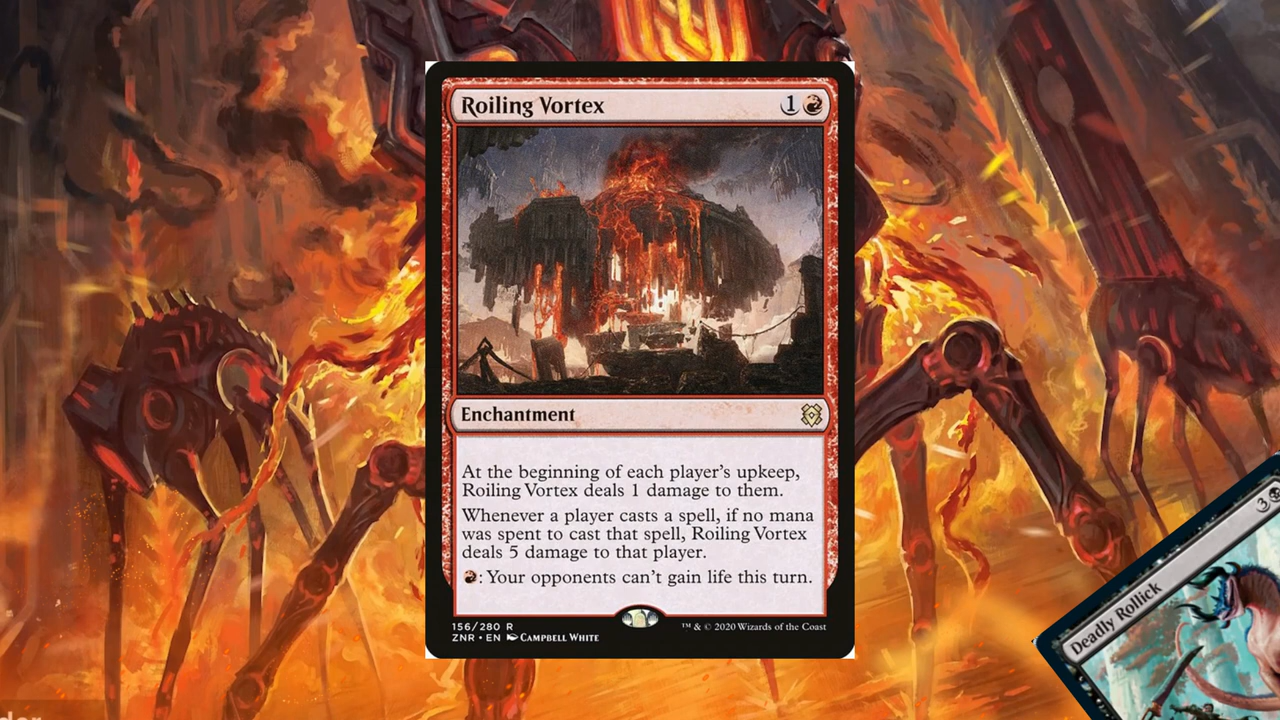 Roiling Vortex 1
Enchantment
At the beginning of each player's upkeep,
Roiling Vortex deals 1 damage to them.
Whenever a player casts a spell, if no mana
was spent to cast that spell, Roiling Vortex
deals 5 damage to that player.
: Your opponents can't gain life this turn.
156/280 R
ZNR • EN CAMPBELL WHITE
™ & © 2020 Wizards of the Coast
Deadly Rollick 3